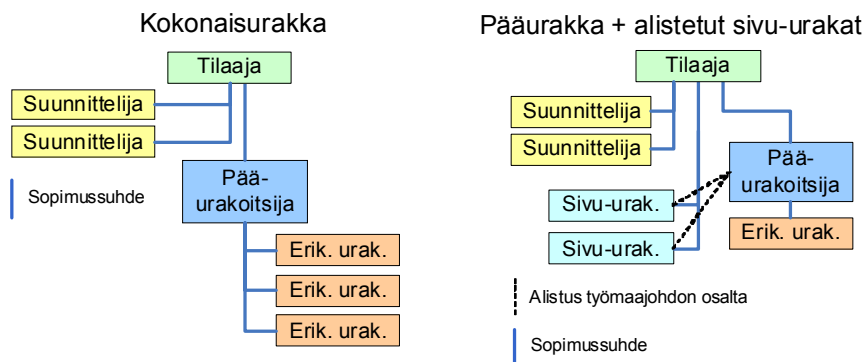 Kokonaisurakka
Tilaaja
Suunnittelija
Suunnittelija
Pää-
urakoitsija
Sopimussuhde
Erik. urak.
Erik. urak.
Erik. urak.
Pääurakka + alistetut sivu-urakat
Tilaaja
Suunnittelija
Suunnittelija
Pää-
urakoitsija
Sivu-urak.
Erik. urak.
Sivu-urak.
Alistus työmaajohdon osalta
Sopimussuhde